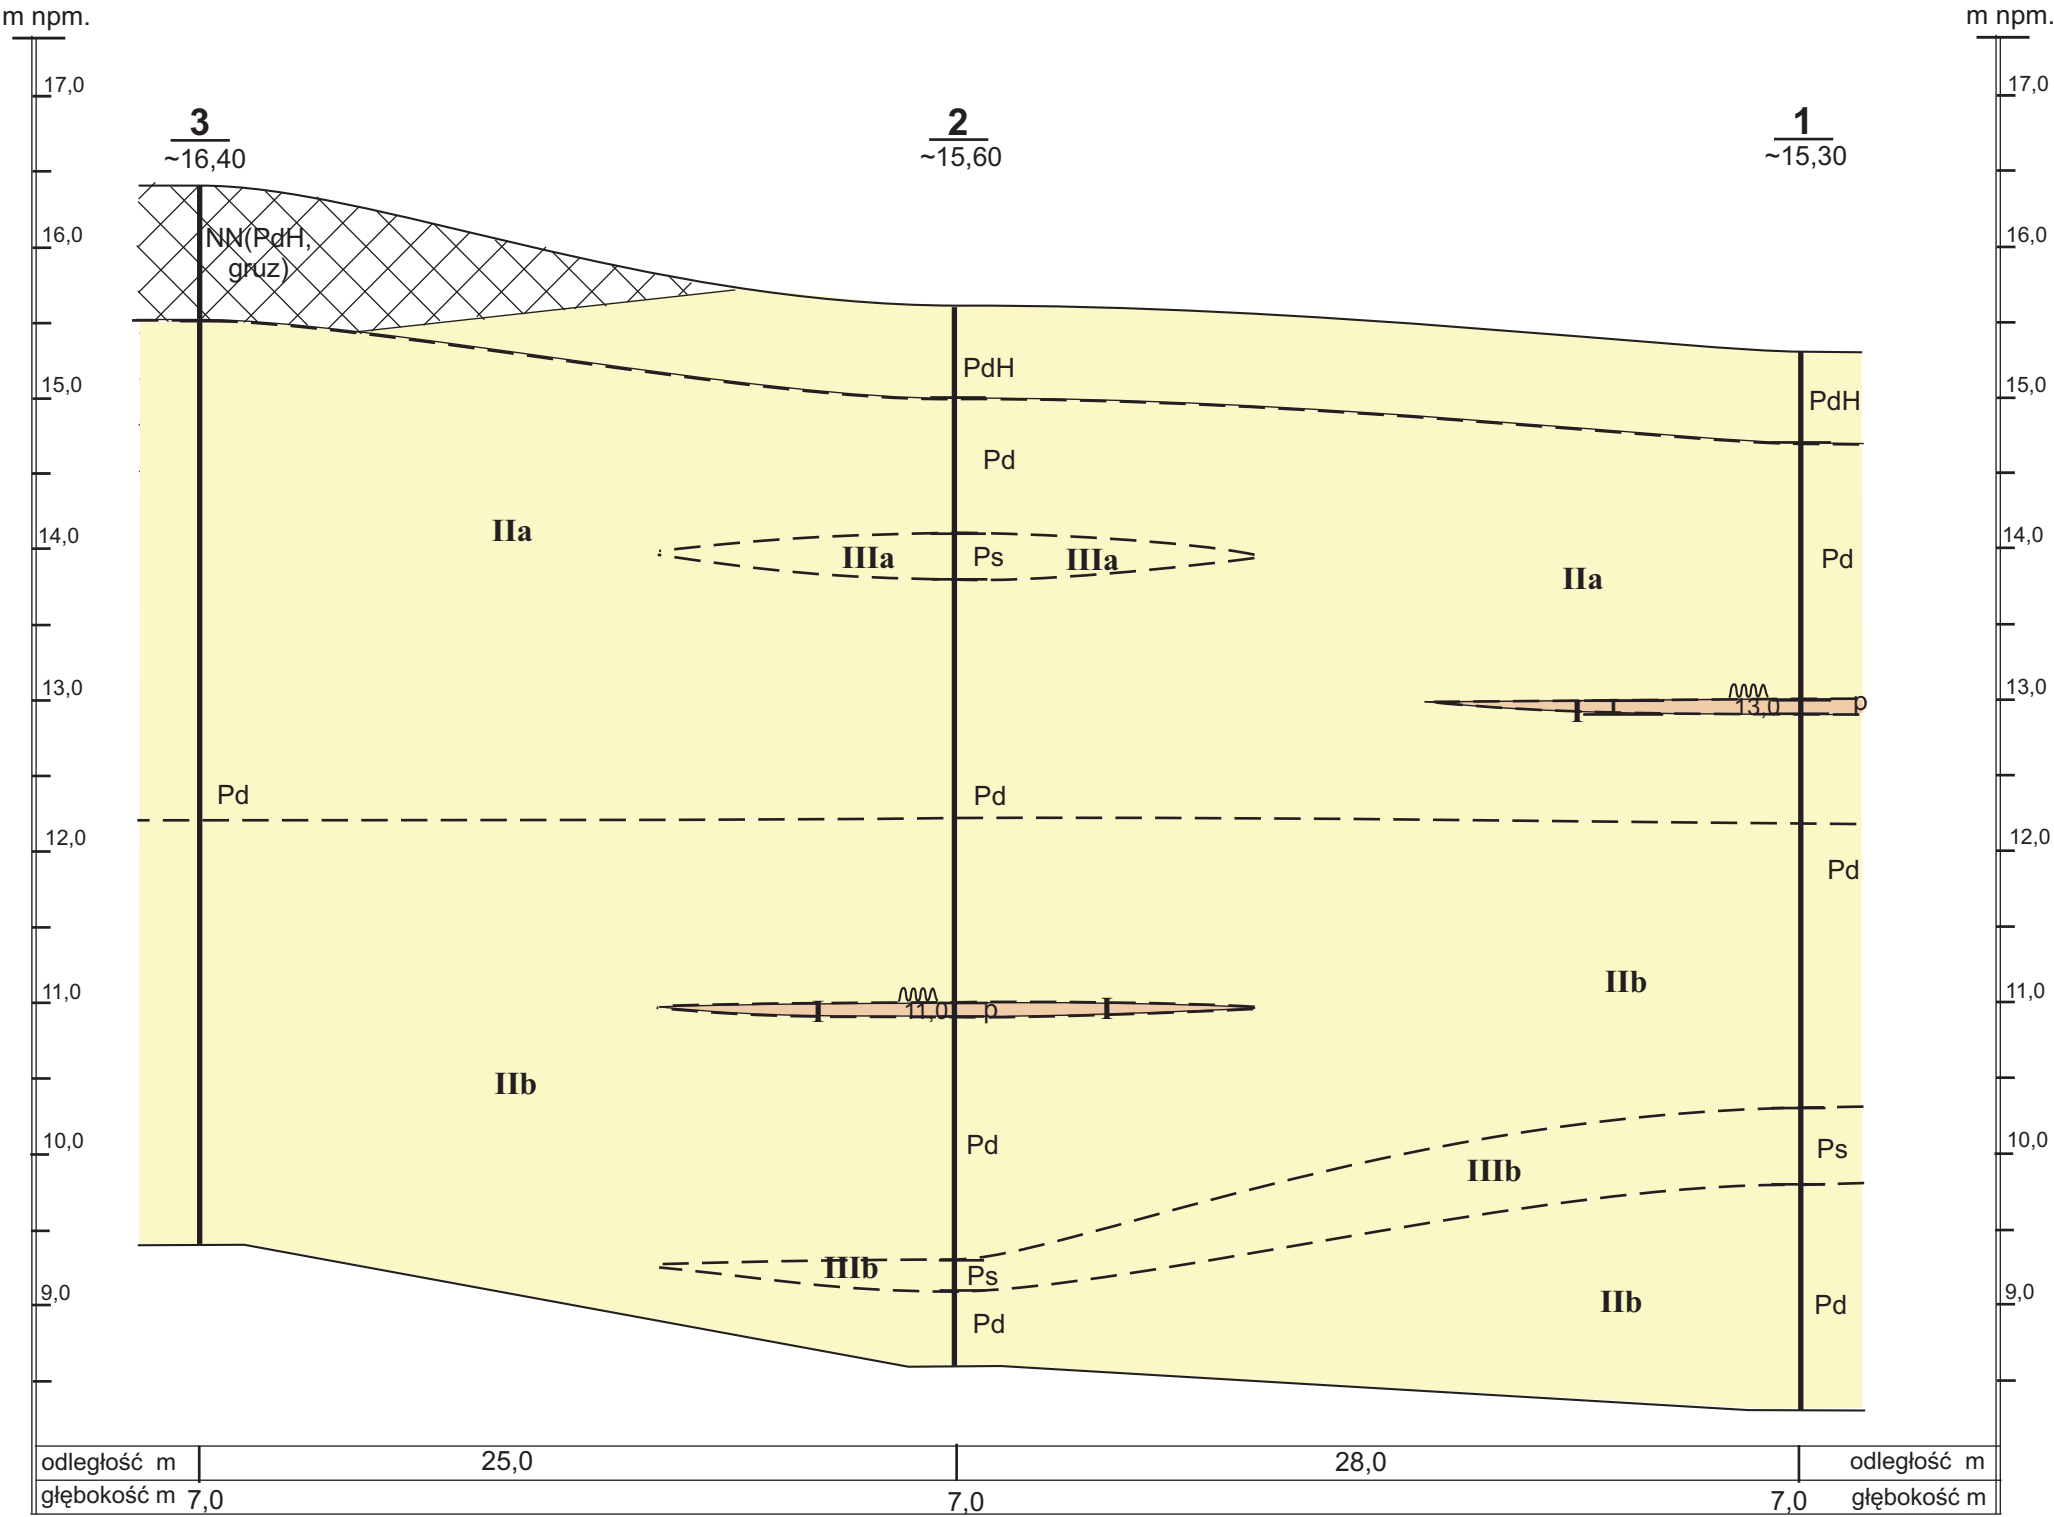 m npm. m npm.
17,0 17,0
3 2 1
~16,40 ~15,60 ~15,30
16,0 NN(PdH, 16,0
gruz)
PdH
15,0 15,0
PdH
Pd
IIa
14,0 14,0
IIIa Ps IIIa Pd
IIa
13,0 13,0
I I 13,0 p
Pd Pd
12,0 12,0
Pd
IIb
11,0 11,0
I 11,0 p I
IIb
10,0 Pd 10,0
Ps
IIIb
IIIb Ps
9,0 9,0
IIb Pd
Pd
odległość m 25,0 28,0 odległość m
głębokość m 7,0 7,0 7,0 głębokość m